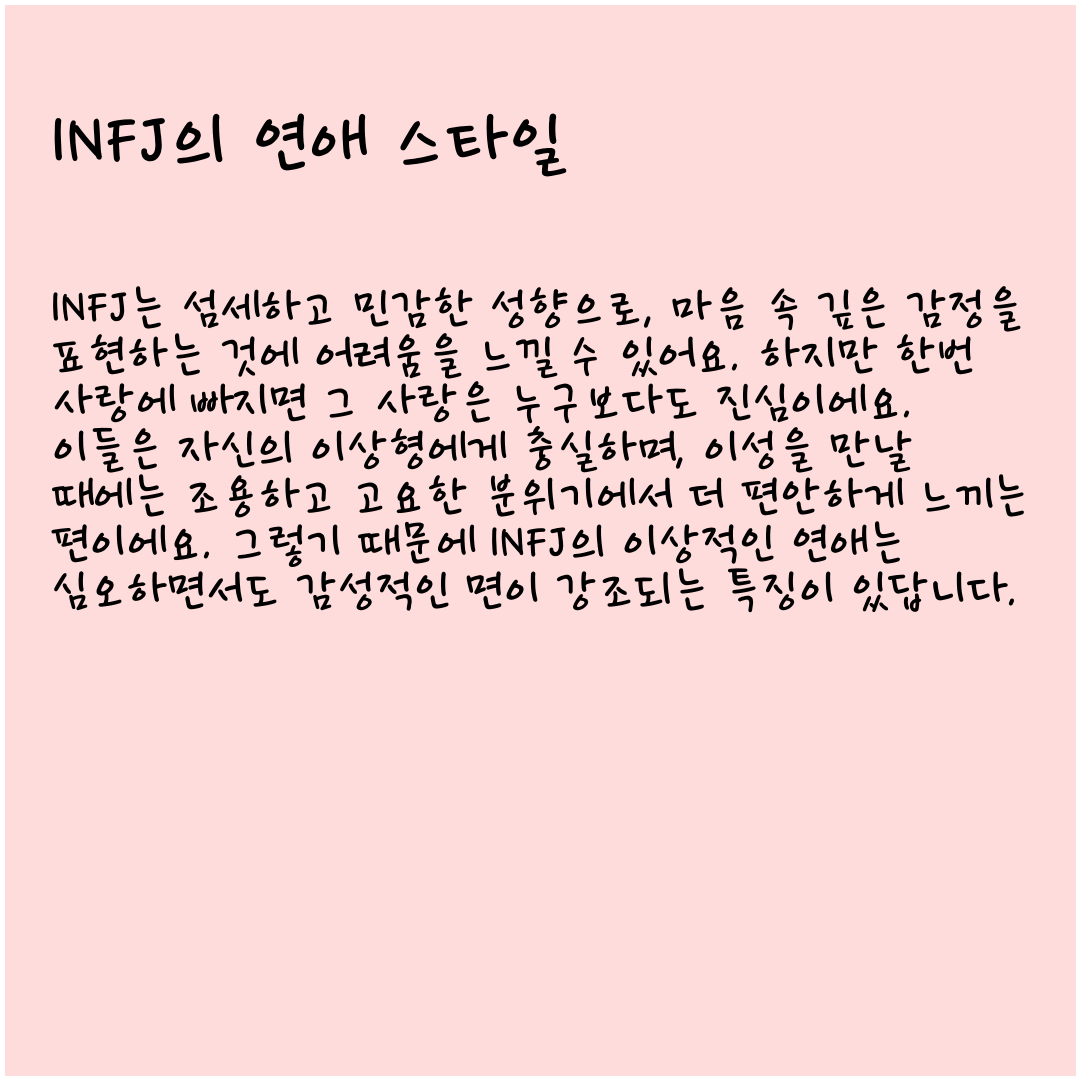 INFJ의 연애 스타일
INFJ는 섬세하고 민감한 성향으로, 마음 속 깊은 감정을
표현하는 것에 어려움을 느낄 수 있어요. 하지만 한번
사랑에 빠지면 그 사랑은 누구보다도 진심이에요.
이들은 자신의 이상형에게 충실하며, 이성을 만날
때에는 조용하고 고요한 분위기에서 더 편안하게 느끼는
편이에요. 그렇기 때문에 INFJ의 이상적인 연애는
심오하면서도 감성적인 면이 강조되는 특징이 있답니다.